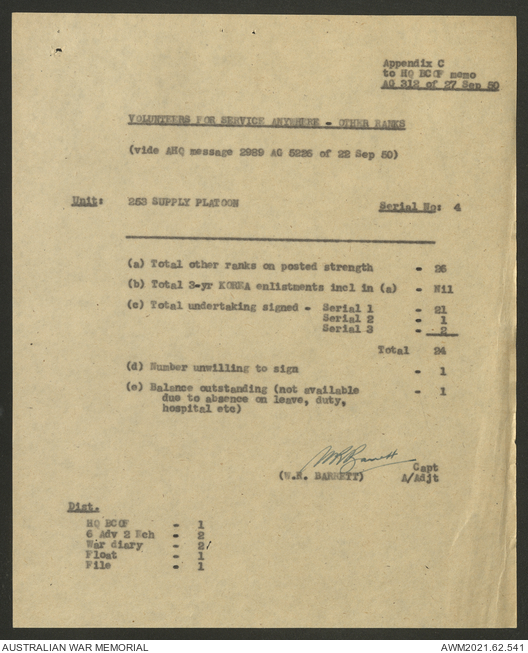 Appendix C
to HQ BCOF memo
AG 312 of 27 Sep 50
VOLUNTEERS FOR SERVICE ANYWHERE - OTHER RANKS
(vide AHQ message 2989 AG 5225 of 22 Sep 50)
Unit: 253 SUPPLY PLATOON Serial No: 4
(a) Total other ranks on posted strength - 26
(b) Total 3-yr KOREA enlistments incl in (a) - Nil
(c) Total undertaking signed - Serial 1 - 21
Serial 2 - 1
Serial 3 - 2
Total 24
(d) Number unwilling to sign - 1
(e) Balance outstanding (not available - 1
due to absence on leave, duty,
hospital etc)
WRBarrett
Capt
(W.R. BARRETT) A/Adjt
Dist.
HQ BCOF - 1
6 Adv 2 Ech - 2
War diary - 2
Float - 1
File - 1
AUSTRALIAN WAR MEMORIAL AWM2021.62.541